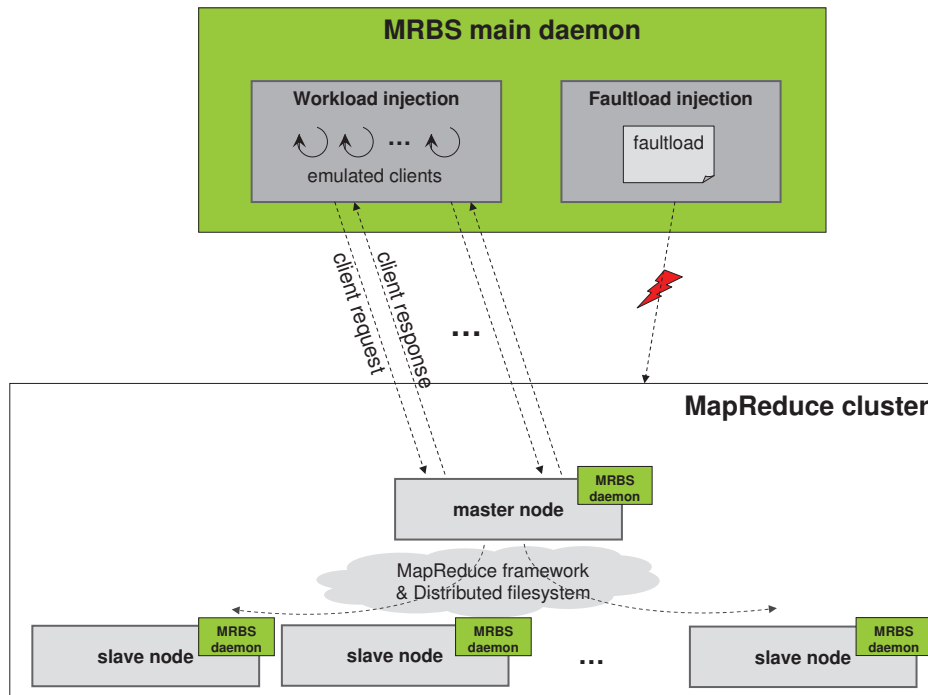 MRBS main daemon
Workload injection
...
emulated clients
Faultload injection
faultload
client request
client response
...
MapReduce cluster
MRBS
daemon
master node
MapReduce framework
& Distributed filesystem
MRBS
daemon
slave node
MRBS
daemon
slave node
...
MRBS
daemon
slave node